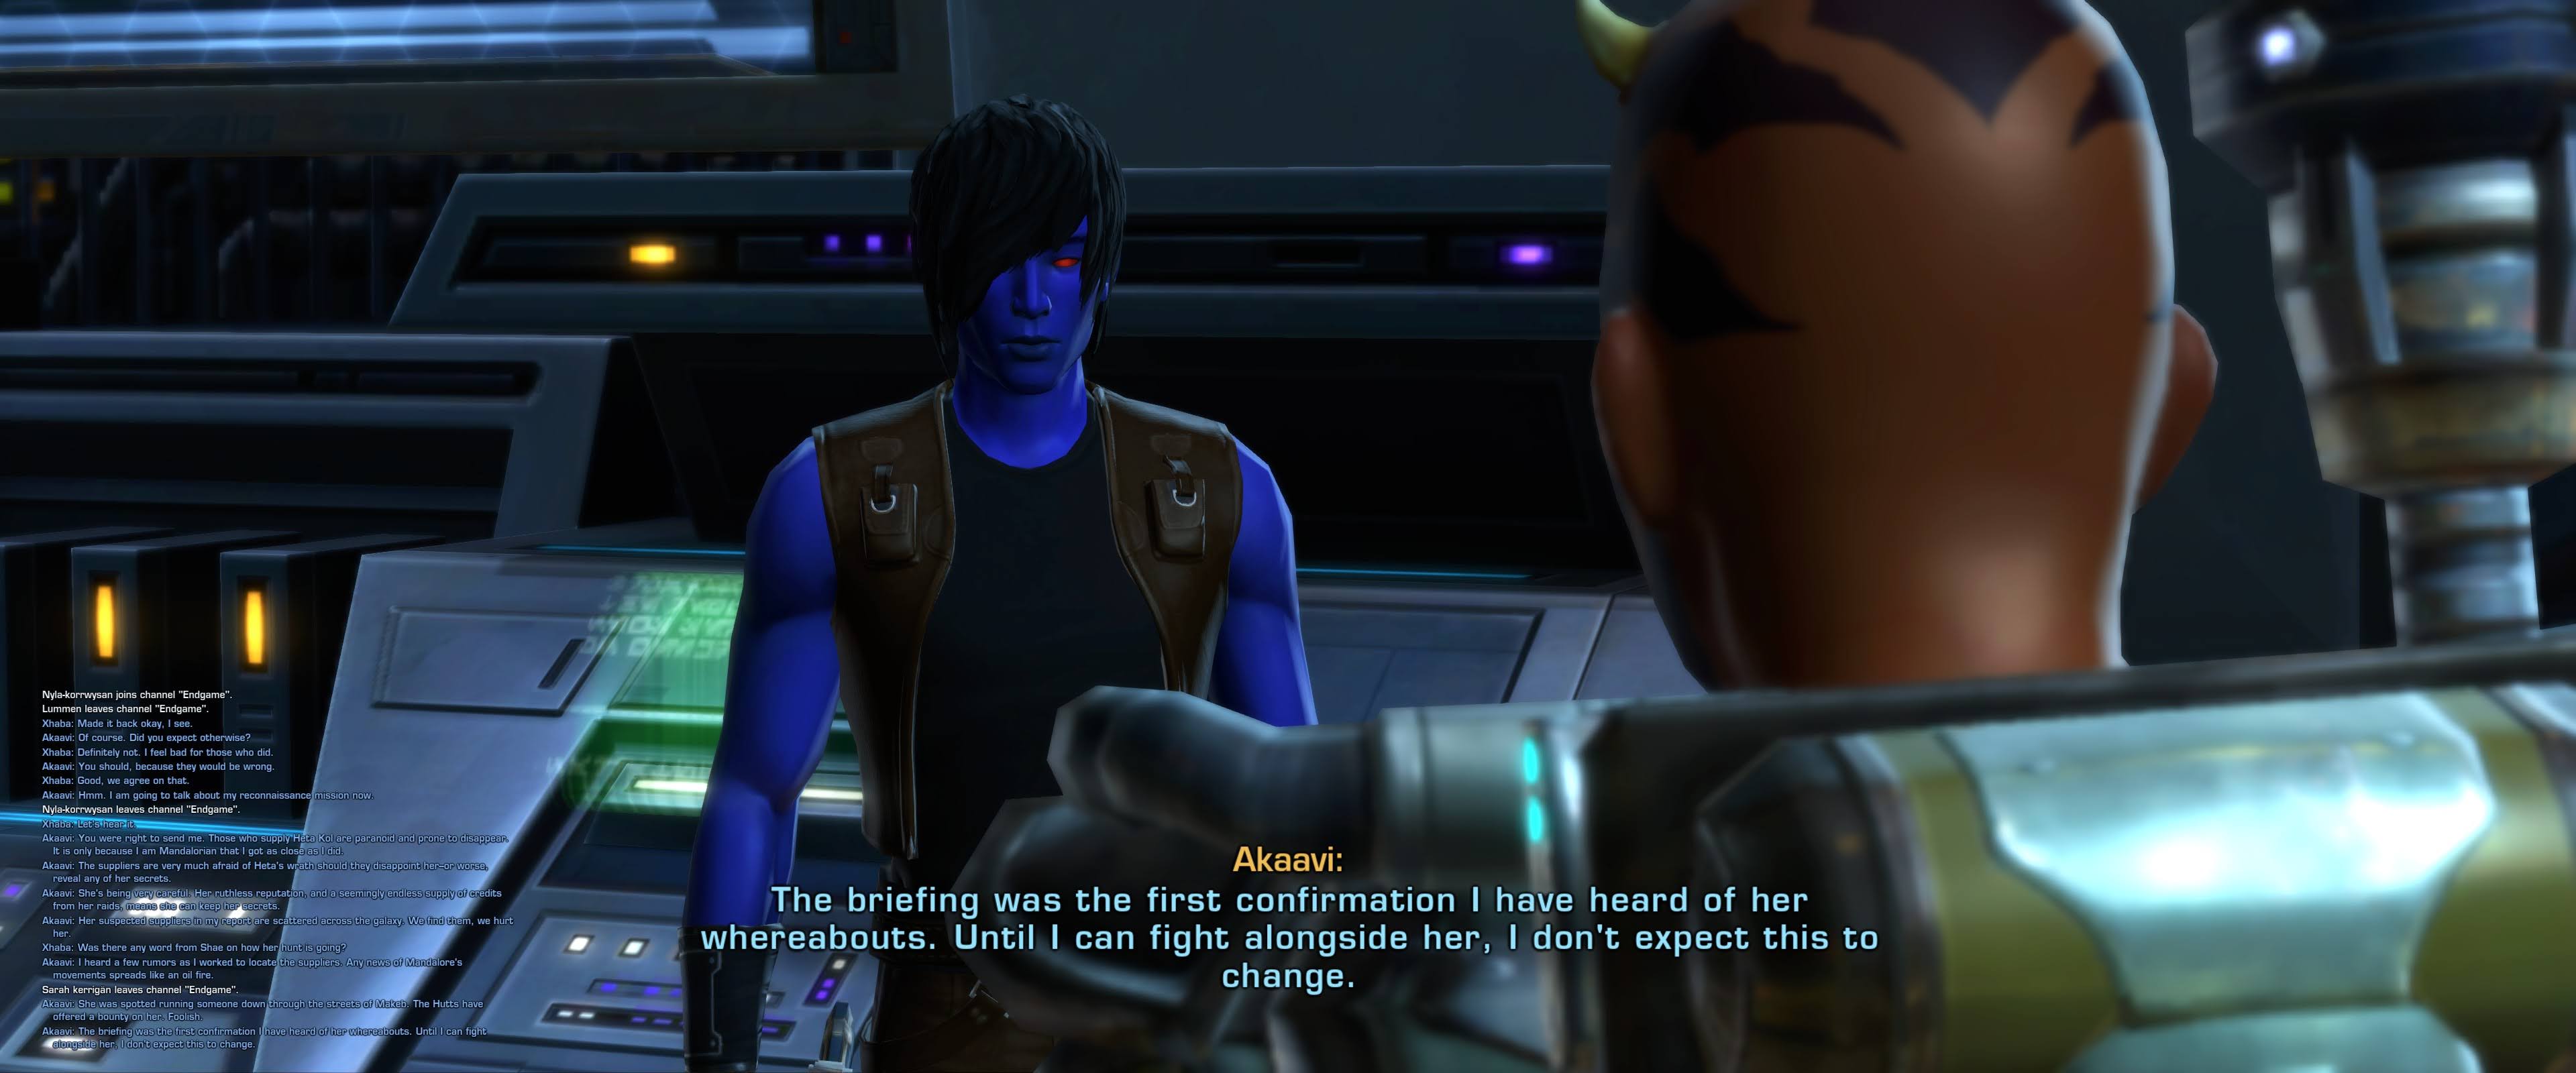 Nyla-korrwysan joins channel "Endgame".
Lummen leaves channel "Endgame".
Xhaba: Made it back okay, I see.
Akaavi: Of course. Did you expect otherwise?
Xhaba: Definitely not. I feel bad for those who did.
Akaavi: You should, because they would be wrong.
Xhaba: Good, we agree on that.
Akaavi: Hmm. I am going to talk about my reconnaissance mission now.
Nyla-korrwysan leaves channel "Endgame".
Xhaba: Let's hear it.
Akaavi: You were right to send me. Those who supply Heta Kol are paranoid and prone to disappear.
It is only because I am Mandalorian that I got as close as I did.
Akaavi: The suppliers are very much afraid of Heta's wrath should they disappoint her–or worse,
reveal any of her secrets.
Akaavi: She's being very careful. Her ruthless reputation, and a seemingly endless supply of credits
from her raids, means she can keep her secrets.
Akaavi: Her suspected suppliers in my report are scattered across the galaxy. We find them, we hurt
her.
Xhaba: Was there any word from Shae on how her hunt is going?
Akaavi: I heard a few rumors as I worked to locate the suppliers. Any news of Mandalore's
movements spreads like an oil fire.
Sarah kerrigan leaves channel "Endgame".
Akaavi: She was spotted running someone down through the streets of Makeb. The Hutts have
offered a bounty on her. Foolish.
Akaavi: The briefing was the first confirmation I have heard of her whereabouts. Until I can fight
alongside her, I don't expect this to change.
Akaavi:
The briefing was the first confirmation I have heard of her
whereabouts. Until I can fight alongside her, I don't expect this to
change.